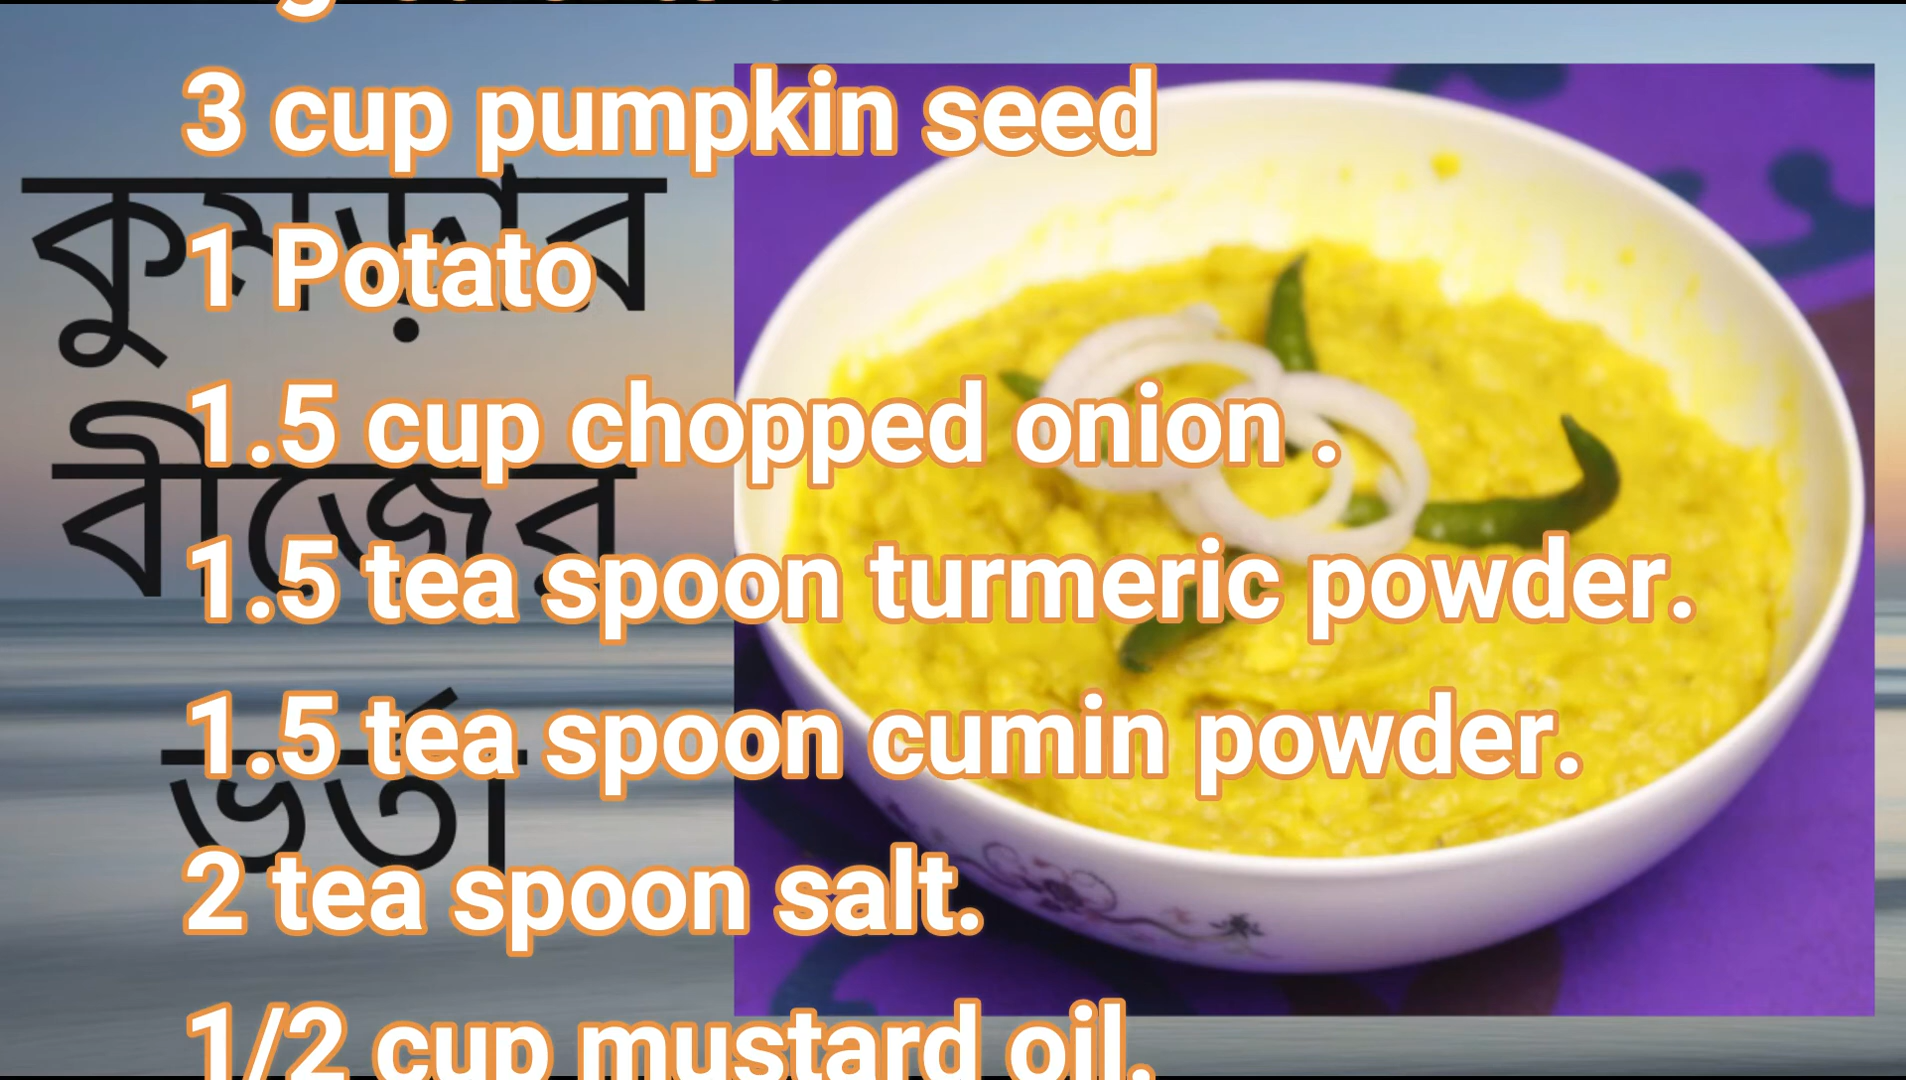 3 cup pumpkin seed
1 Potato
1.5 cup chopped onion .
1.5 tea spoon turmeric powder.
1.5 tea spoon cumin powder.
2 tea spoon salt.
1/2 cup mustard oil.
কুমড়ার
বীজের
ভর্তা